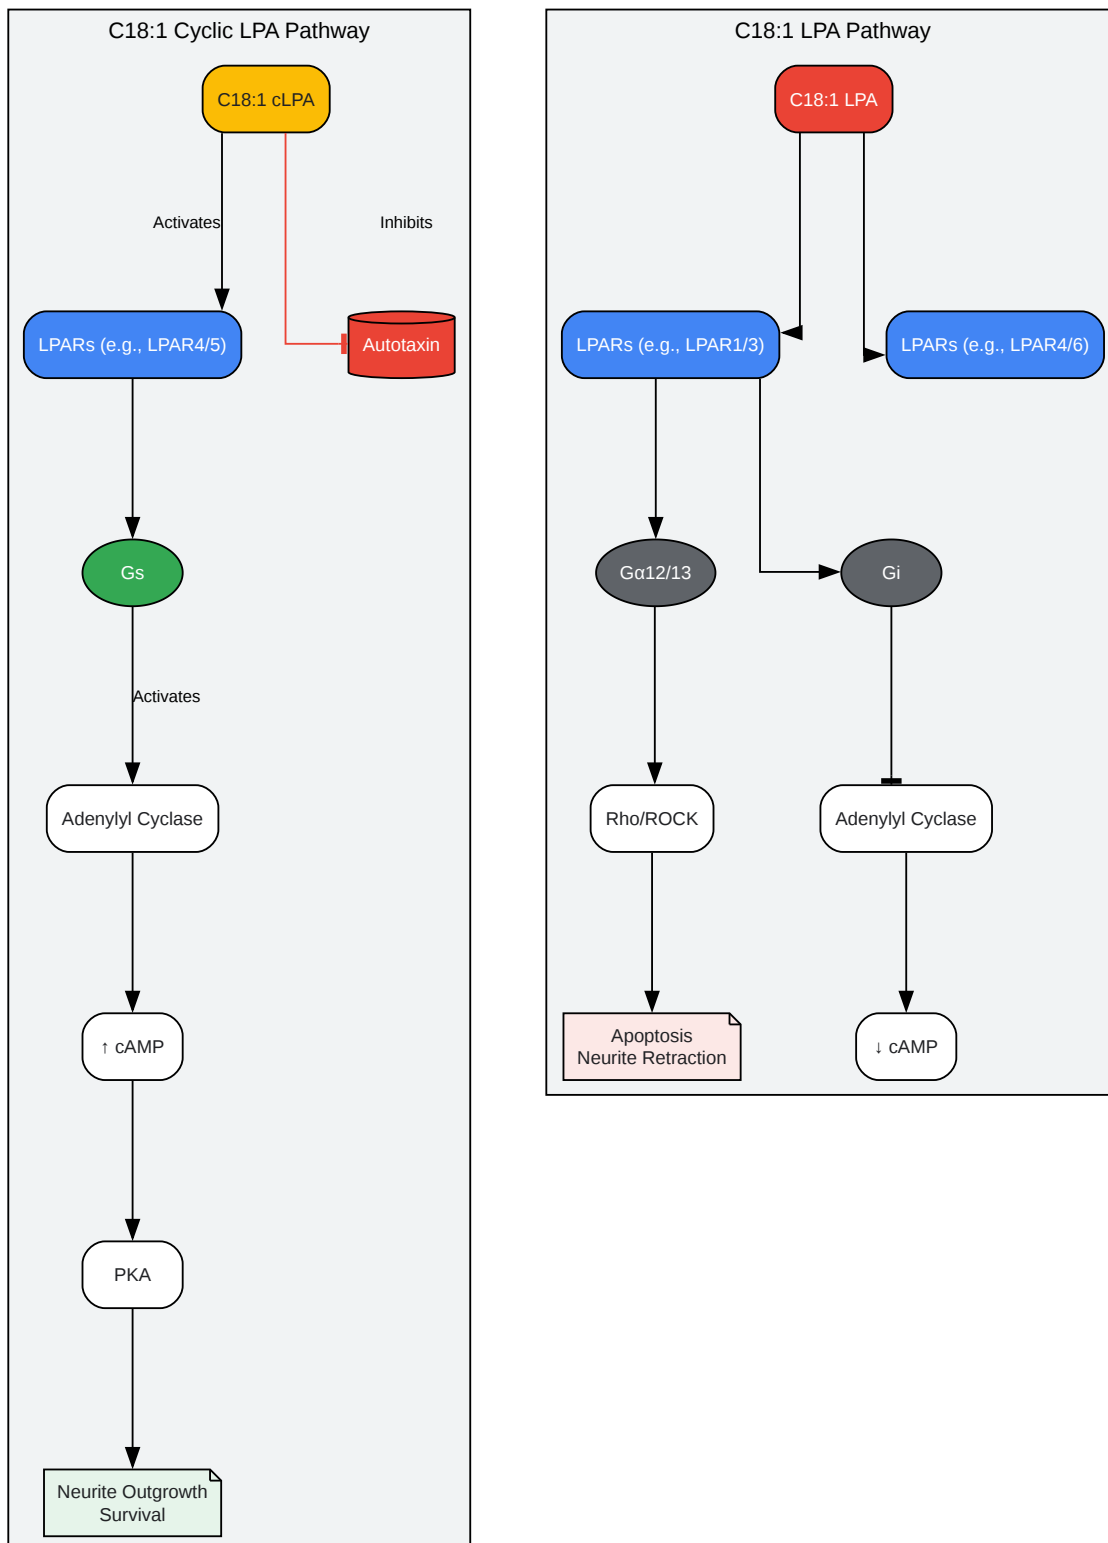 C18:1 Cyclic LPA Pathway
C18:1 cLPA
Activates
Inhibits
LPARs (e.g., LPAR4/5)
Autotaxin
Gs
Activates
Adenylyl Cyclase
↑ cAMP
PKA
Neurite Outgrowth
Survival
C18:1 LPA Pathway
C18:1 LPA
LPARs (e.g., LPAR1/3)
LPARs (e.g., LPAR4/6)
Gα12/13
Gi
Rho/ROCK
Adenylyl Cyclase
Apoptosis
Neurite Retraction
↓ cAMP